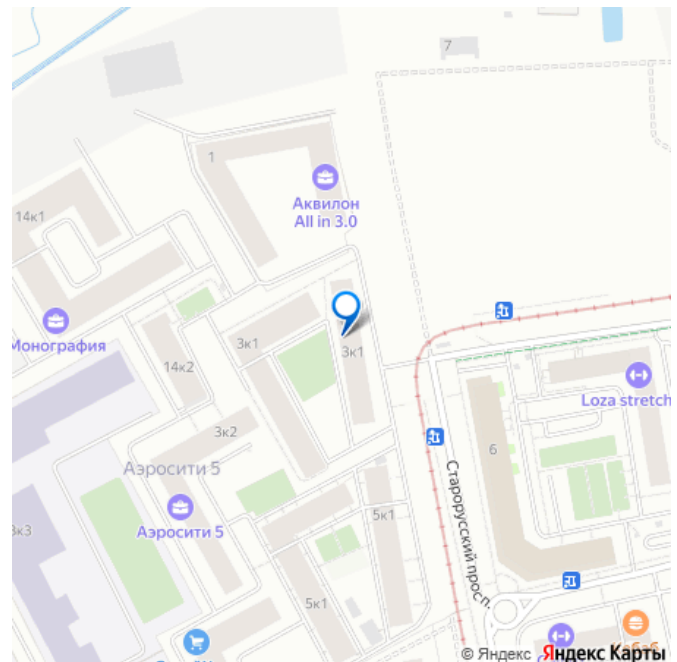 7
1
Аквилон
All in 3.0
14к1
Монография
3к1
3к1
14к2
Loza stretch
3к2
6
Аэросити 5
Аэросити 5
5к1
Старорусский просп.
5к1
© Яндекс Яндекс Карты